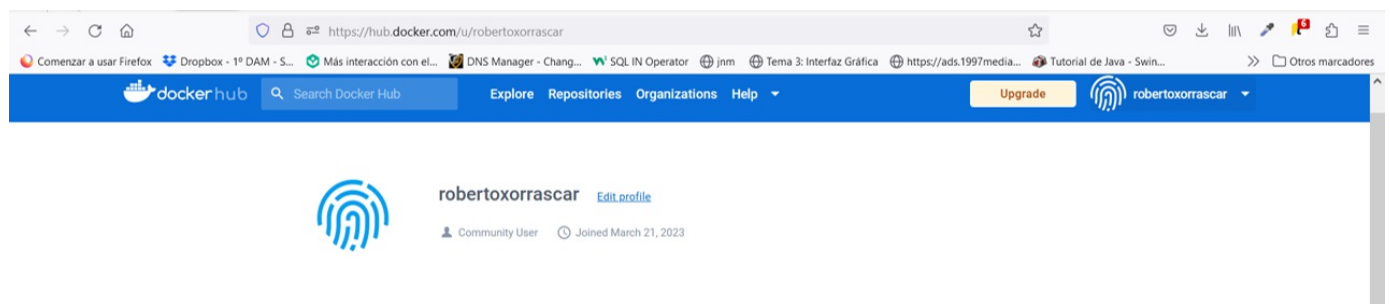 https://hub.docker.com/u/robertoxorrascar
Comenzar a usar Firefox Dropbox - 1º DAM - S... Más interacción con el... DNS Manager - Chang... SQL IN Operator jnm Tema 3: Interfaz Gráfica https://ads.1997media... Tutorial de Java - Swin... Otros marcadores
dockerhub Search Docker Hub Explore Repositories Organizations Help Upgrade robertoxorrascar
robertoxorrascar Edit profile
Community User Joined March 21, 2023